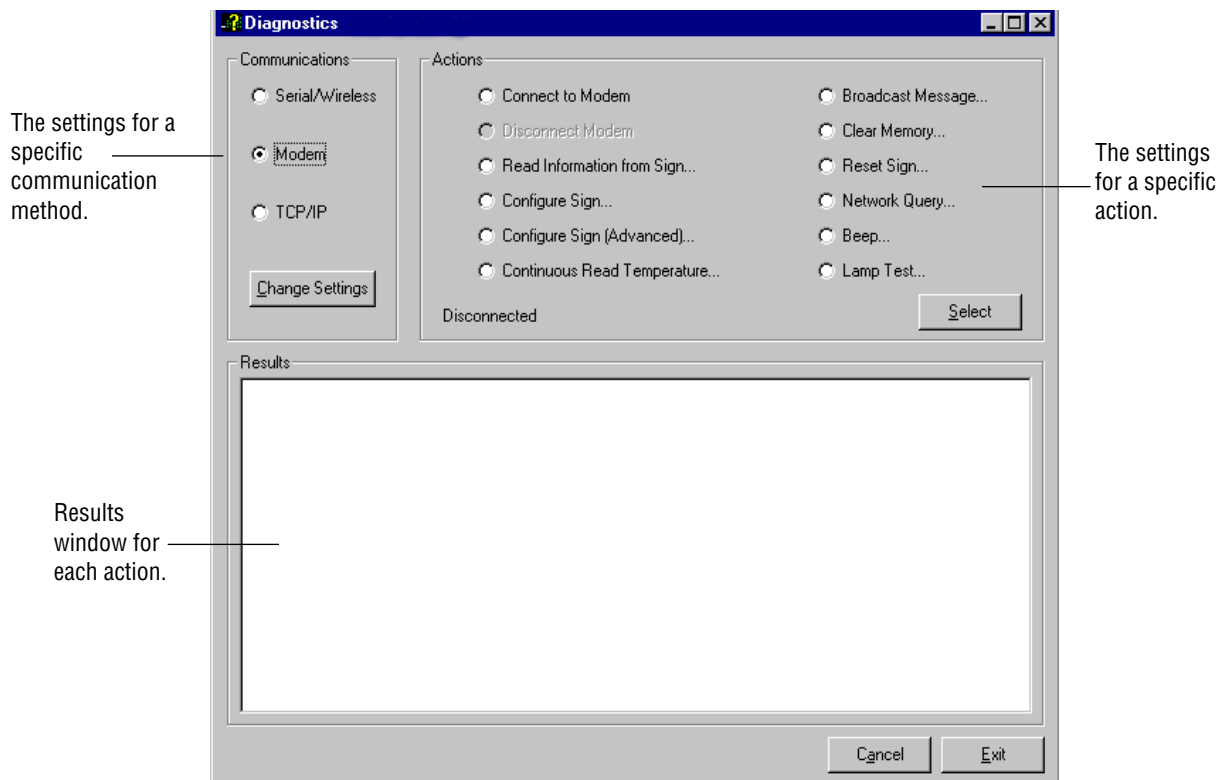 Diagnostics
Communications
Serial/Wireless
Modem
TCP/IP
Change Settings
Actions
Connect to Modem
Disconnect Modem
Read Information from Sign...
Configure Sign...
Configure Sign (Advanced)...
Continuous Read Temperature...
Broadcast Message...
Clear Memory...
Reset Sign...
Network Query...
Beep...
Lamp Test...
Disconnected
Select
Results
Cancel
Exit
The settings for a
specific
communication
method.
The settings
for a specific
action.
Results
window for
each action.